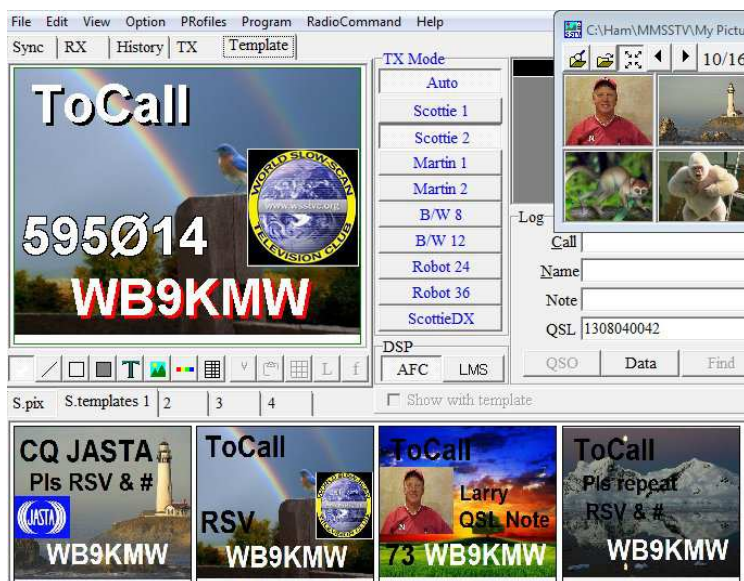 File Edit View Option PRofiles Program RadioCommand Help
Sync RX History TX Template
ToCall
WORLD SLOW-SCAN
www.wsstvc.org
TELEVISION CLUB
595Ø14
WB9KMW
TX Mode
Auto
Scottie 1
Scottie 2
Martin 1
Martin 2
B/W 8
B/W 12
Robot 24
Robot 36
ScottieDX
DSP
AFC LMS
C:\Ham\MMSSTV\My Pictu
10/16
Log
Call
Name
Note
QSL 1308040042
QSO Data Find
Show with template
T L f
S.pix S.templates 1 2 3 4
CQ JASTA
Pls RSV & #
JASTA
WB9KMW
ToCall
RSV
WB9KMW
ToCall
Larry
QSL Note
73 WB9KMW
ToCall
Pls repeat
RSV & #
WB9KMW